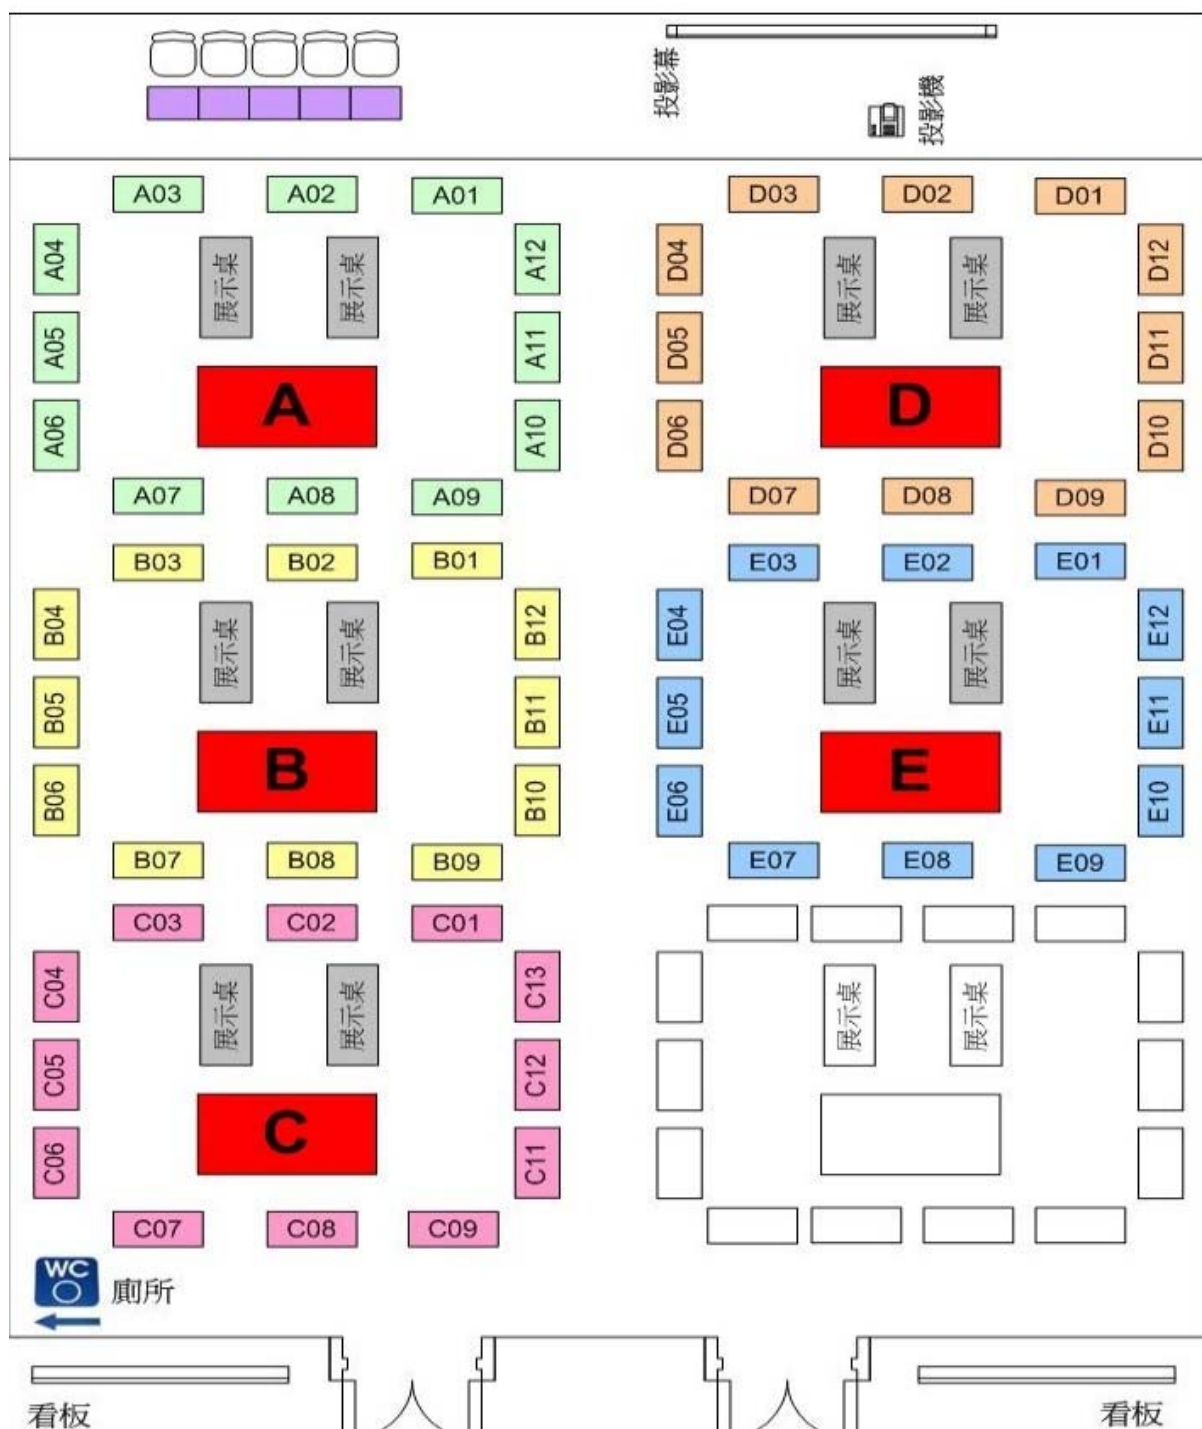 投影幕
投影機
A03 A02 A01
A04 A12
展示桌 展示桌
A05 A11
A
A06 A10
A07 A08 A09
D03 D02 D01
D04 D12
展示桌 展示桌
D05 D11
D
D06 D10
D07 D08 D09
B03 B02 B01
B04 B12
展示桌 展示桌
B05 B11
B
B06 B10
B07 B08 B09
E03 E02 E01
E04 E12
展示桌 展示桌
E05 E11
E
E06 E10
E07 E08 E09
C03 C02 C01
C04 C13
展示桌 展示桌
C05 C12
C
C06 C11
C07 C08 C09
展示桌 展示桌
WC
廁所
看板
看板